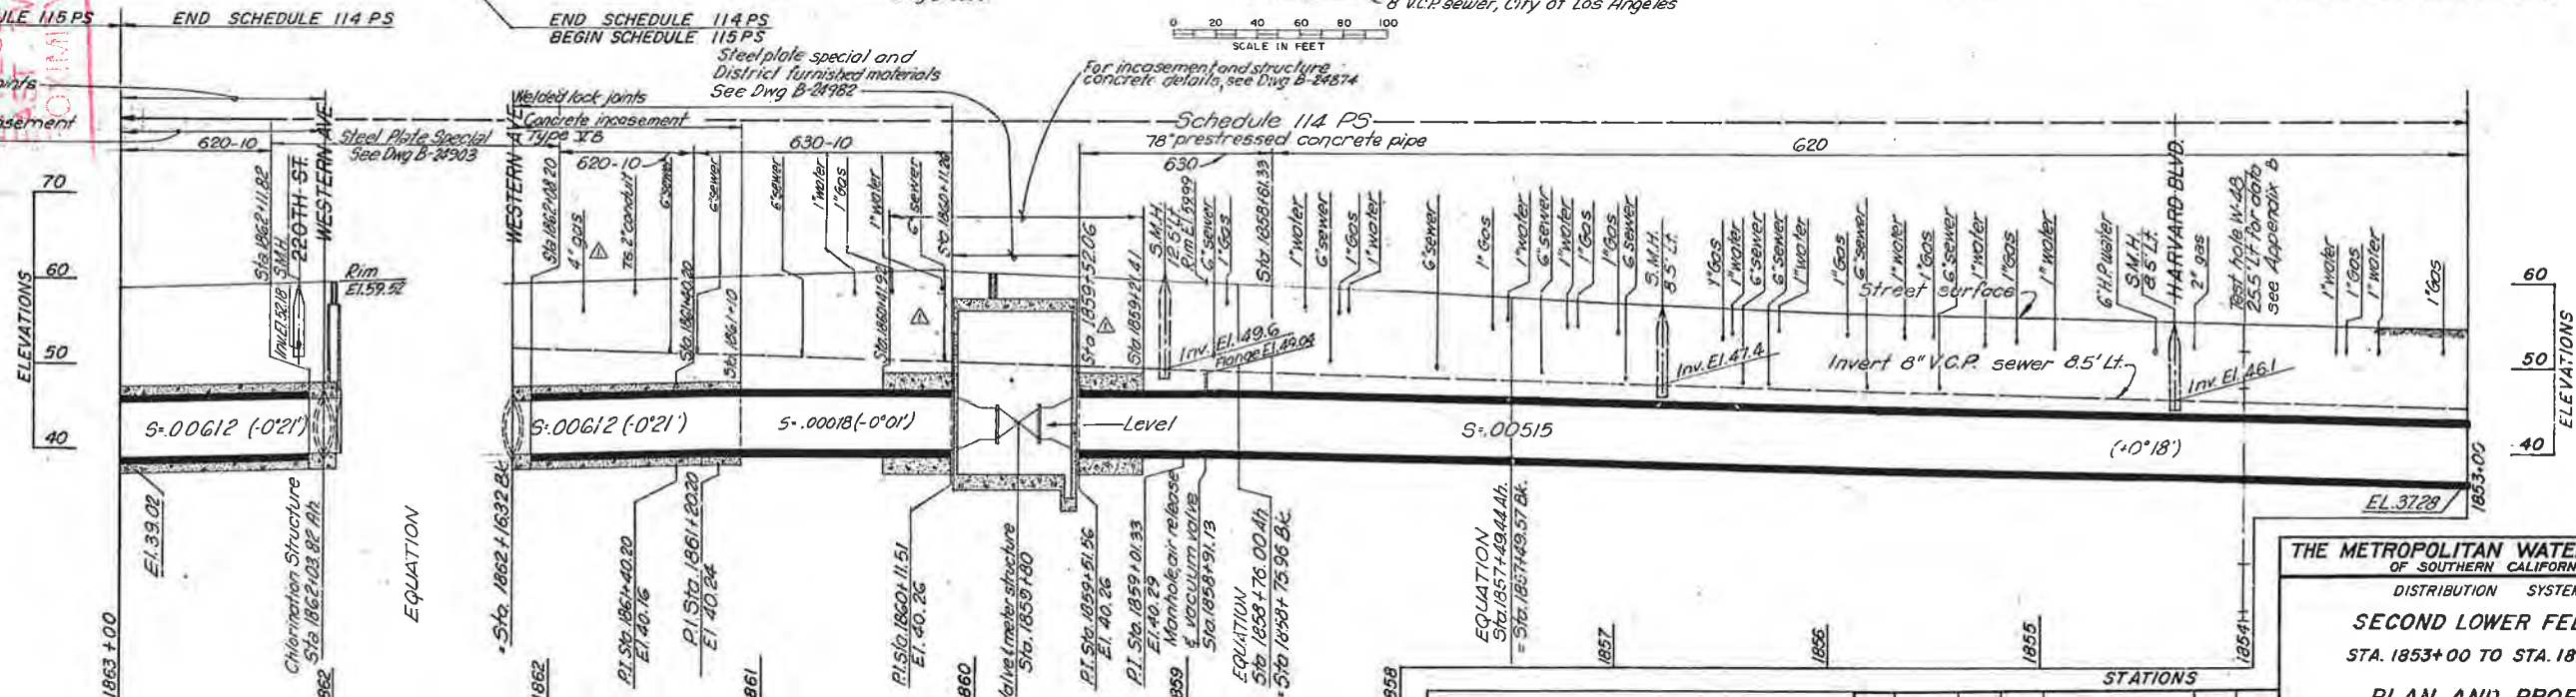 ULE 115 PS
END SCHEDULE 114 PS
END SCHEDULE 114 PS
BEGIN SCHEDULE 115 PS
8" V.C.P. sewer, City of Los Angeles
0 20 40 60 80 100
SCALE IN FEET
Steel plate special and
District furnished materials
See Dwg B-24982
For incasement and structure
concrete details, see Dwg B-24874
Welded lock joints
Concrete incasement
Type VB
Schedule 114 PS
78" prestressed concrete pipe
620-10
Steel Plate Special
See Dwg B-24903
620-10
630-10
630
620
ELEVATIONS
70
60
50
40
Sta 1862+11.82
S.M.H.
Inv. El. 52.18
220TH ST.
WESTERN AVE
Rim
El. 59.52
WESTERN AVE
Sta 1862+08.20
4" gas
T.S. 2" conduit
6" sewer
Sta. 1861+40.20
6" sewer
Sta. 1861+10
6" sewer
1" water
1" Gas
1" water
Sta. 1860+41.92
6" sewer
Sta 1860+11.26
Sta 1859+52.06
Sta 1859+21.41
S.M.H.
12.5' Lt.
Rim El. 59.99
6" sewer
1" Gas
Sta. 1858+61.33
1" water
6" sewer
1" Gas
1" water
6" sewer
1" Gas
1" water
6" sewer
1" water
1" Gas
1" Gas
6" sewer
S.M.H.
8.5' Lt.
1" Gas
1" water
6" sewer
6" sewer
1" water
1" Gas
6" sewer
1" water
1" Gas
6" sewer
1" water
1" Gas
1" water
6" H.P. water
S.M.H.
8.5' Lt.
HARVARD BLVD.
2" gas
Test hole W-48
25.5' Lt. For data
see Appendix B
1" water
1" Gas
1" water
1" Gas
Street surface
Inv. El. 49.6
Flange El. 49.04
Inv. El. 47.4
Invert 8" V.C.P. sewer 8.5' Lt.
Inv. El. 46.1
60
50
40
ELEVATIONS
S=.00612 (-0°21')
S=.00612 (-0°21')
S=.00018 (-0°01')
Level
S=.00515
(+0°18')
El. 39.02
Chlorination Structure
Sta 1862+03.82 Ah.
EQUATION
= Sta. 1862+16.32 Bk.
P.I. Sta. 1861+40.20
El. 40.16
P.I. Sta. 1861+20.20
El 40.24
P.I. Sta. 1860+11.51
El. 40.26
Valve & meter structure
Sta. 1859+80
P.I. Sta. 1859+51.56
El. 40.26
P.I. Sta. 1859+01.33
El. 40.29
Manhole, air release
& vacuum valve
Sta. 1858+91.13
EQUATION
Sta 1858+76.00 Ah
= Sta 1858+75.96 Bk.
EQUATION
Sta. 1857+49.44 Ah.
= Sta. 1857+49.57 Bk.
EL. 37.28
1853+00
1863+00
862
1862
1861
1860
859
858
1857
1856
1855
1854
STATIONS
THE METROPOLITAN WATE
OF SOUTHERN CALIFORN
DISTRIBUTION SYSTEM
SECOND LOWER FEE
STA. 1853+00 TO STA. 18
PLAN AND PROF